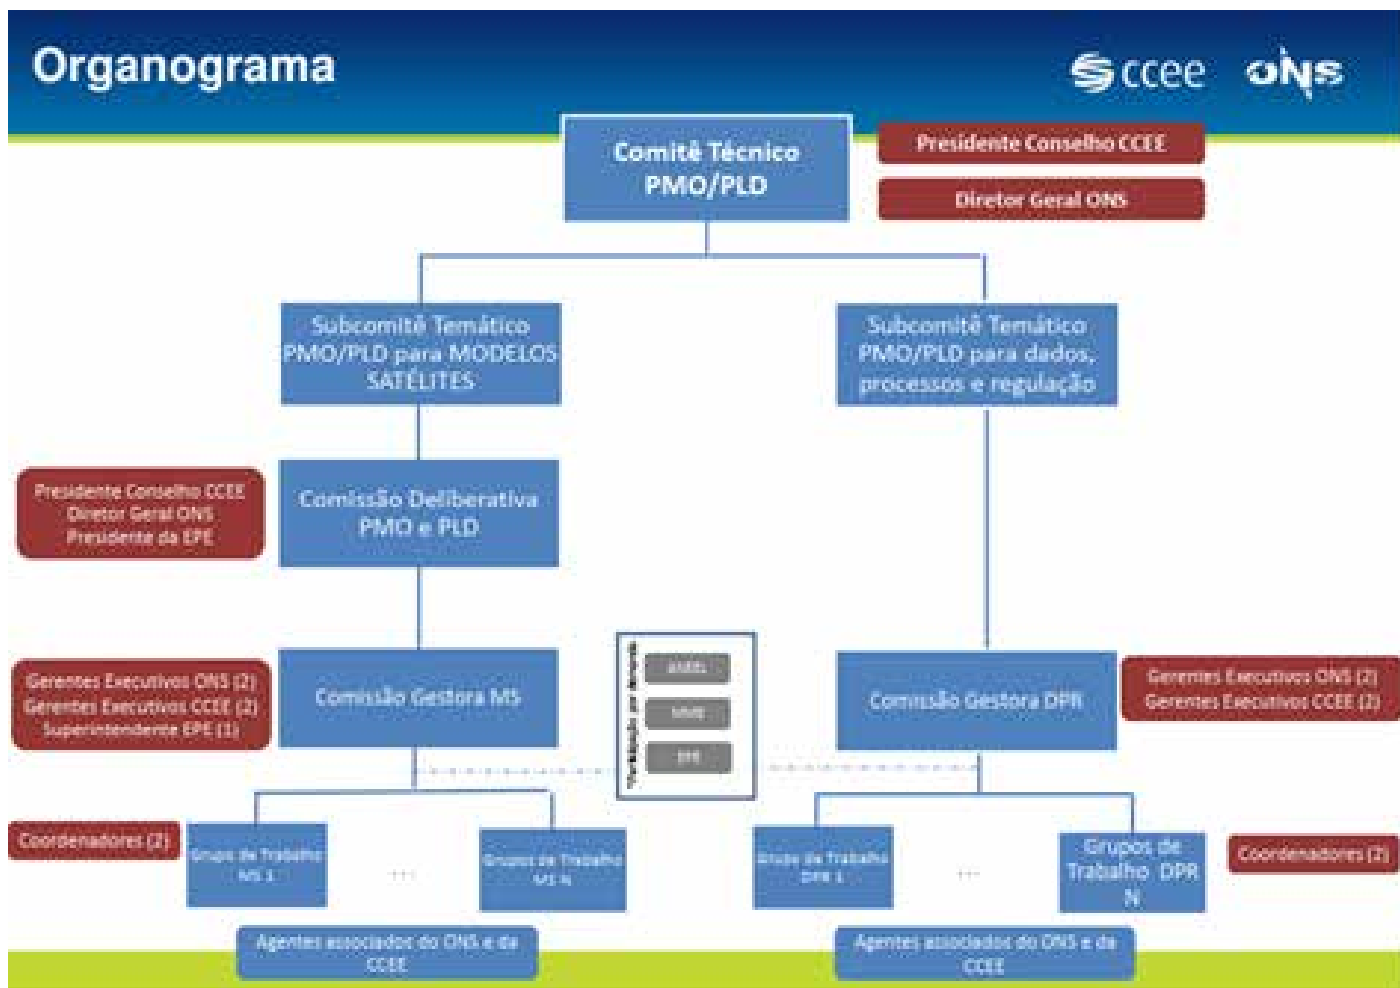 Organograma
ccee
ONS
Comitê Técnico
PMO/PLD
Presidente Conselho CCEE
Diretor Geral ONS
Subcomitê Temático
PMO/PLD para MODELOS
SATÉLITES
Subcomitê Temático
PMO/PLD para dados,
processos e regulação
Presidente Conselho CCEE
Diretor Geral ONS
Presidente da EPE
Comissão Deliberativa
PMO e PLD
Gerentes Executivos ONS (2)
Gerentes Executivos CCEE (2)
Superintendente EPE (1)
Comissão Gestora MS
MME
EPE
Comissão Gestora DPR
Gerentes Executivos ONS (2)
Gerentes Executivos CCEE (2)
Coordenadores (2)
Grupo de Trabalho
MS 1
...
Grupos de Trabalho
MS N
Grupo de Trabalho
DPR 1
...
Grupos de
Trabalho DPR
N
Coordenadores (2)
Agentes associados do ONS e da
CCEE
Agentes associados do ONS e da
CCEE